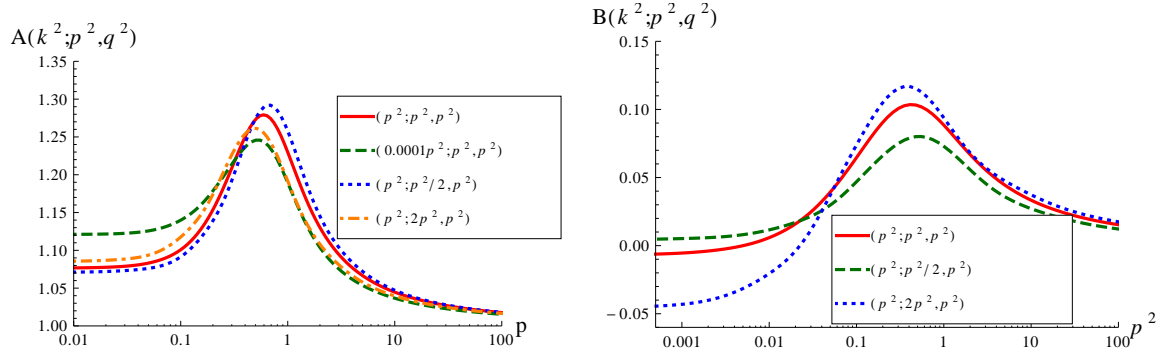 A(k²;p²,q²)
1.35
1.30
1.25
1.20
1.15
1.10
1.05
1.00
0.01 0.1 1 10 100
p
(p²;p²,p²)
(0.0001p²;p²,p²)
(p²;p²/2,p²)
(p²;2p²,p²)
B(k²;p²,q²)
0.15
0.10
0.05
0.00
−0.05
0.001 0.01 0.1 1 10 100
p²
(p²;p²,p²)
(p²;p²/2,p²)
(p²;2p²,p²)